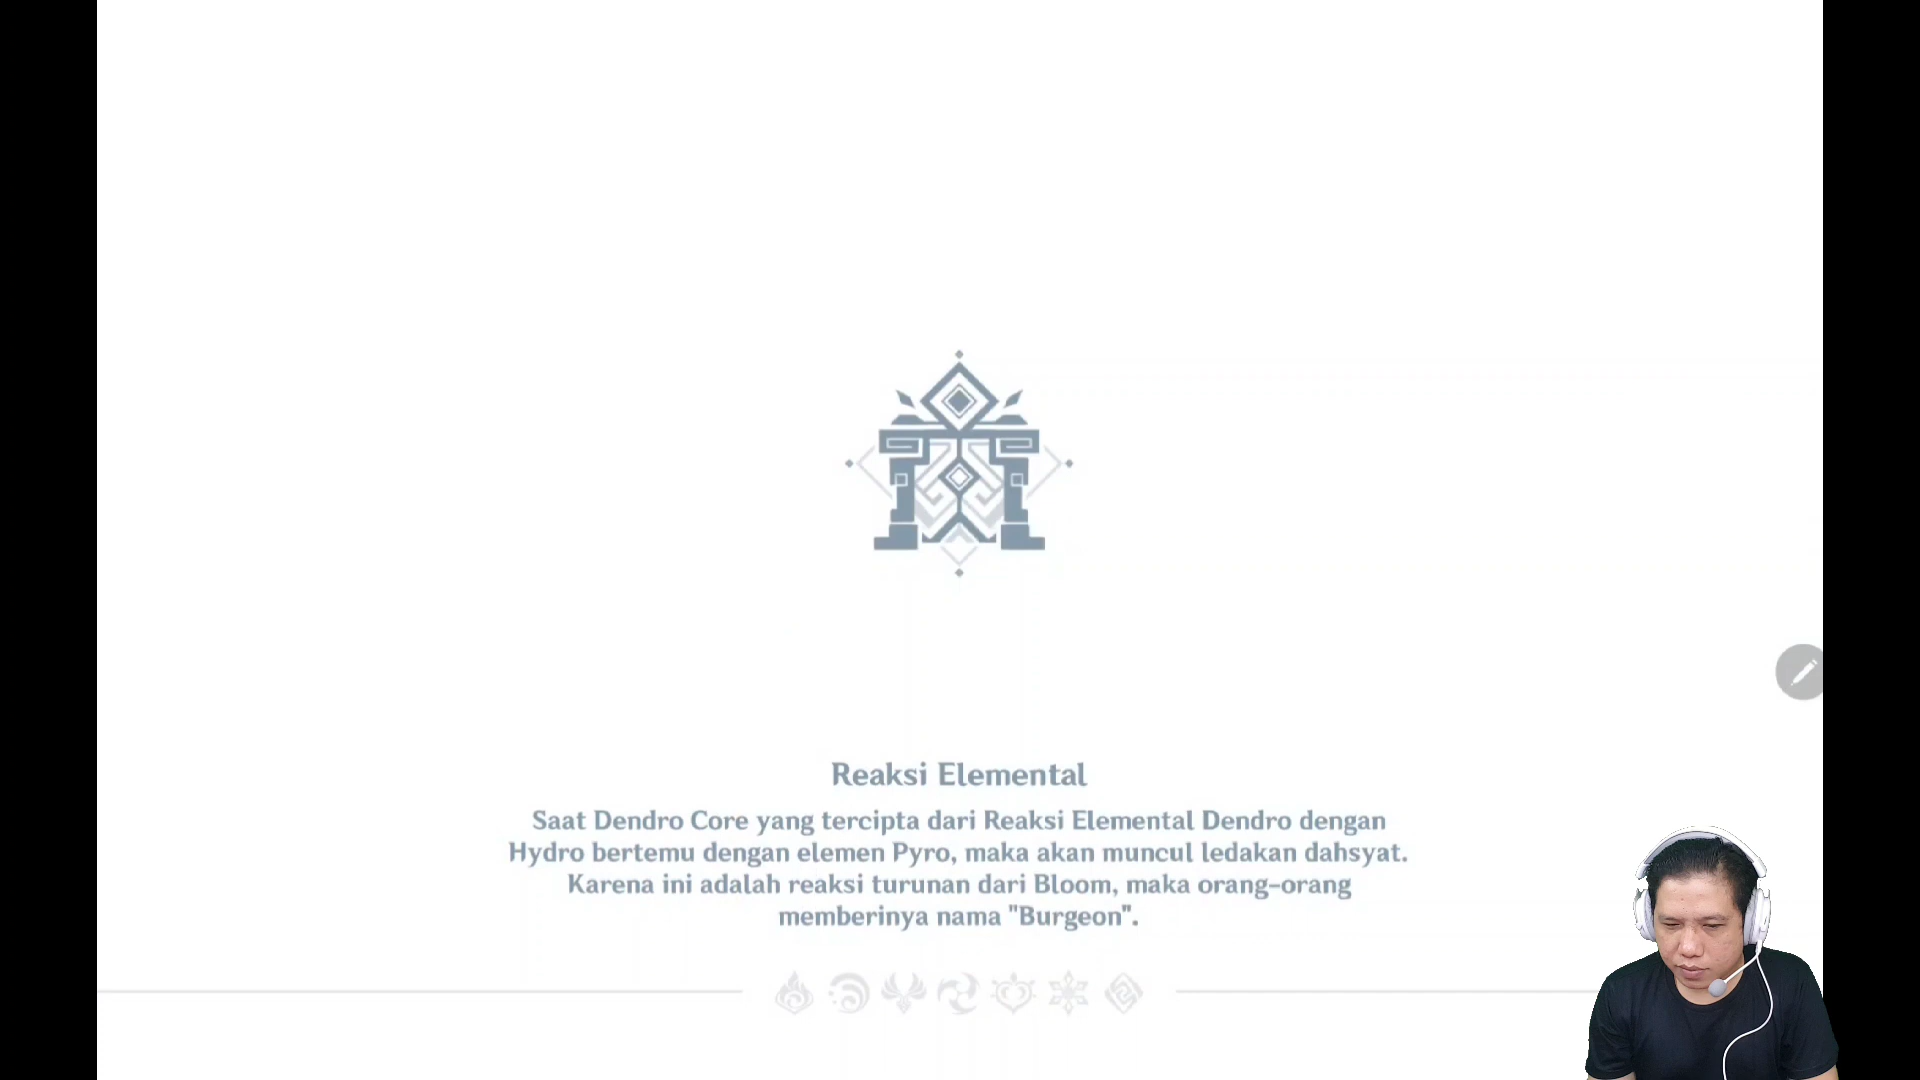 Reaksi Elemental
Saat Dendro Core yang tercipta dari Reaksi Elemental Dendro dengan
Hydro bertemu dengan elemen Pyro, maka akan muncul ledakan dahsyat.
Karena ini adalah reaksi turunan dari Bloom, maka orang-orang
memberinya nama "Burgeon".